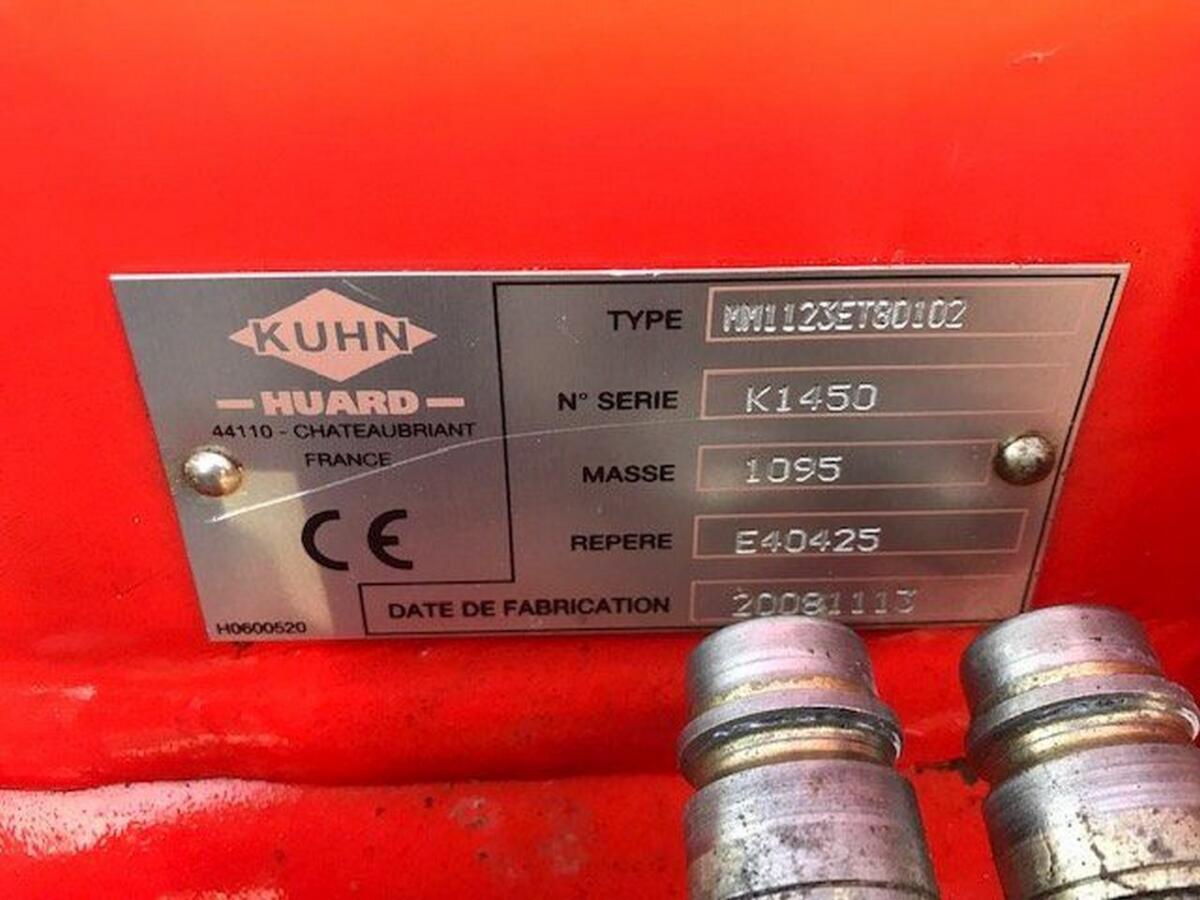 KUHN
HUARD
44110 - CHATEAUBRIANT
FRANCE
CE
H0600520
TYPE MM1123ET80102
N° SERIE K1450
MASSE 1095
REPERE E40425
DATE DE FABRICATION 20081113